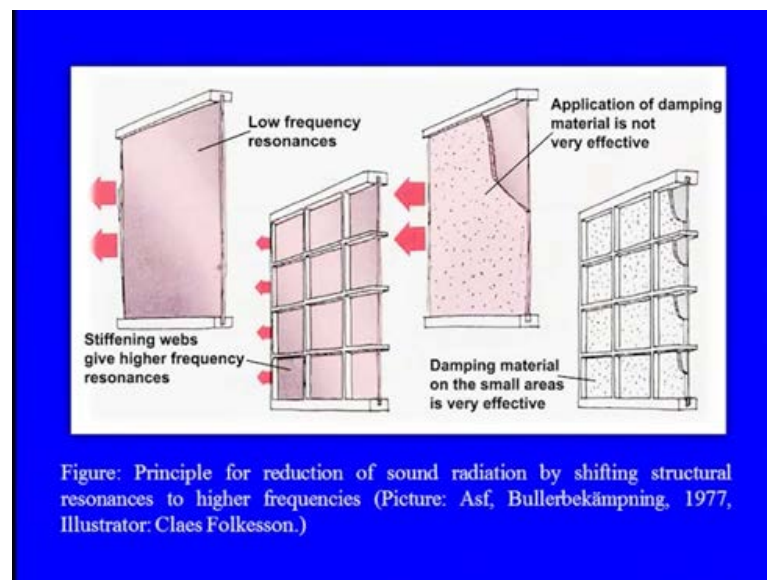 Low frequency
resonances
Application of damping
material is not
very effective
Stiffening webs
give higher frequency
resonances
Damping material
on the small areas
is very effective
Figure: Principle for reduction of sound radiation by shifting structural
resonances to higher frequencies (Picture: Asf, Bullerbekämpning, 1977,
Illustrator: Claes Folkesson.)